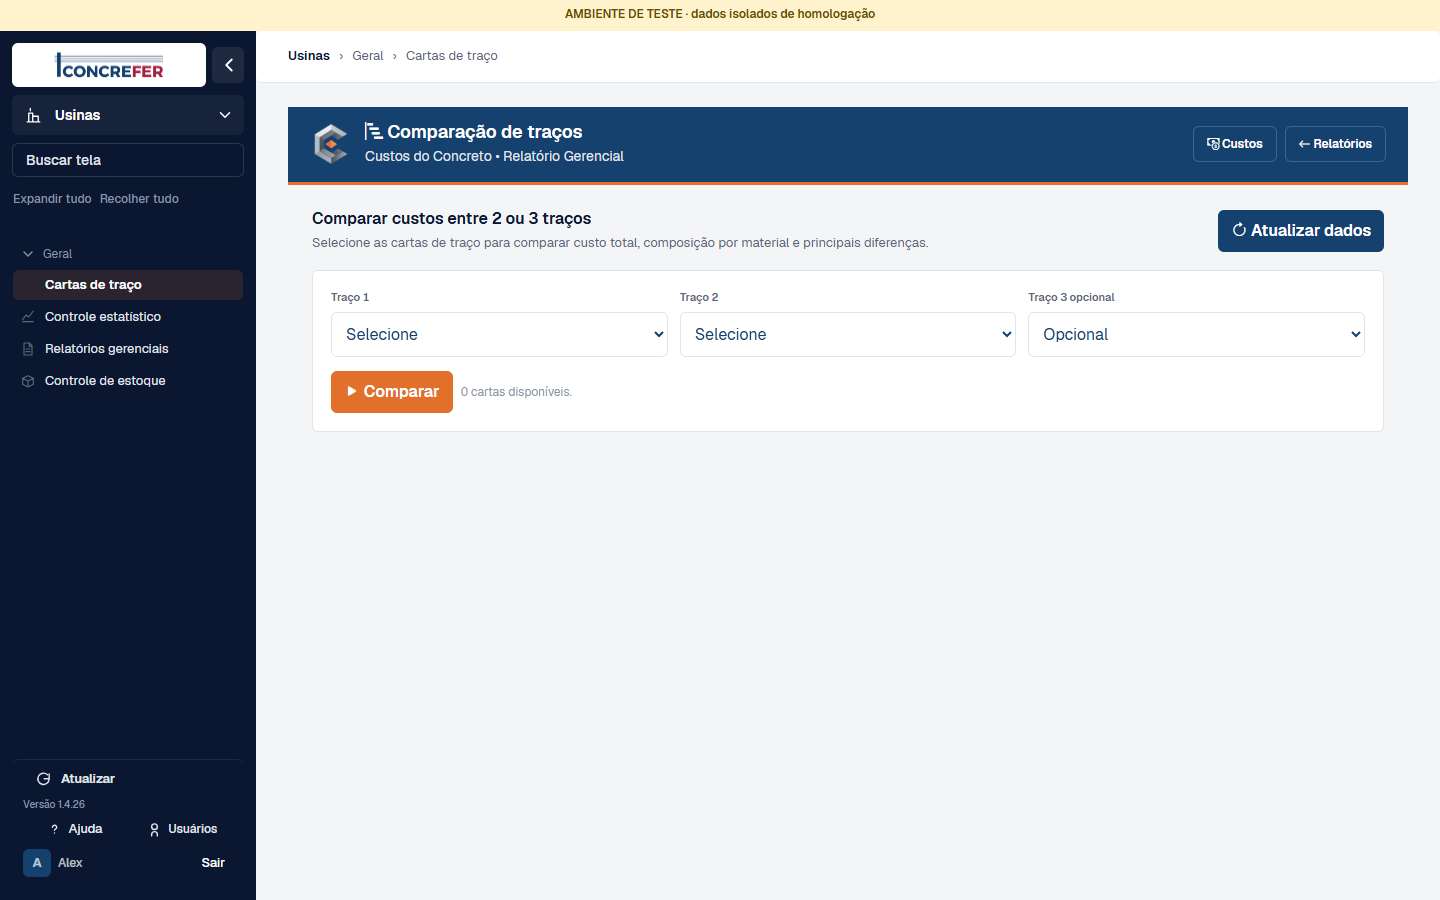 AMBIENTE DE TESTE · dados isolados de homologação
CONCREFER
Usinas
Buscar tela
Expandir tudo Recolher tudo
Geral
Cartas de traço
Controle estatístico
Relatórios gerenciais
Controle de estoque
Atualizar
Versão 1.4.26
? Ajuda Usuários
A Alex Sair
Usinas › Geral › Cartas de traço
Comparação de traços
Custos do Concreto • Relatório Gerencial
Custos ← Relatórios
Comparar custos entre 2 ou 3 traços
Selecione as cartas de traço para comparar custo total, composição por material e principais diferenças.
Atualizar dados
Traço 1 Traço 2 Traço 3 opcional
Selecione Selecione Opcional
Comparar 0 cartas disponíveis.